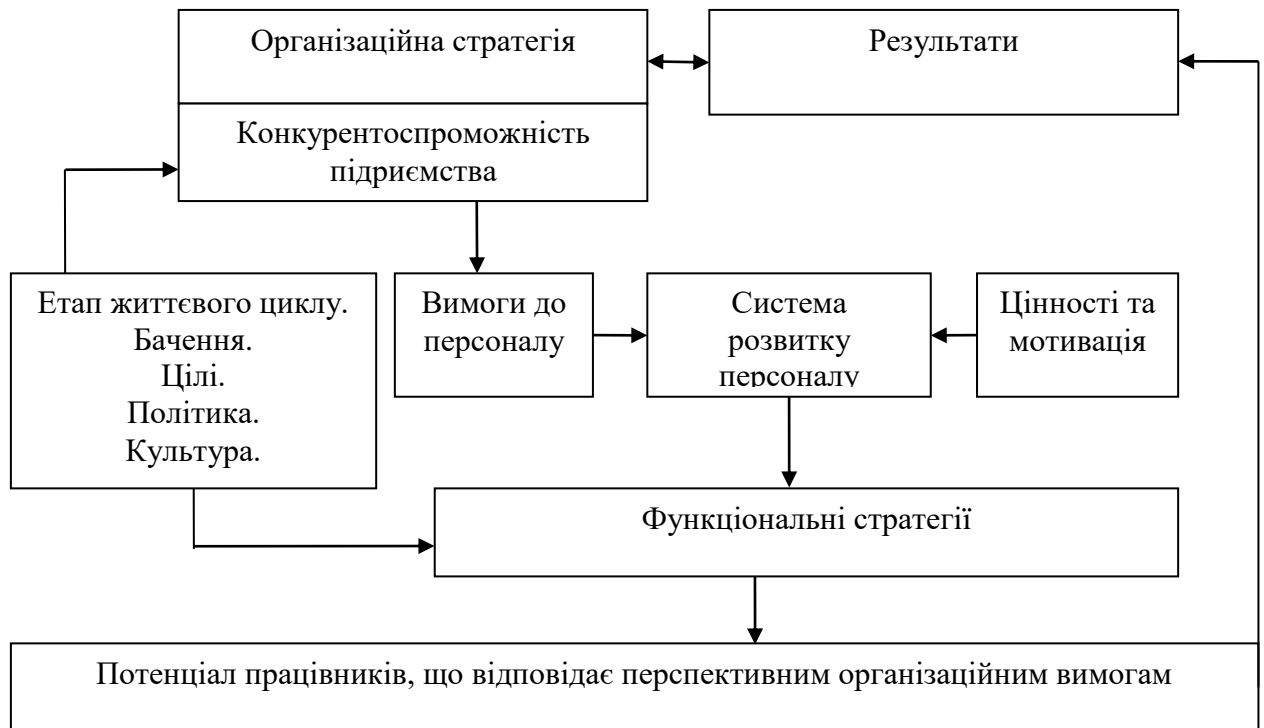 Організаційна стратегія
Результати
Конкурентоспроможність
підриємства
Етап життєвого циклу.
Бачення.
Цілі.
Політика.
Культура.
Вимоги до
персоналу
Система
розвитку
персоналу
Цінності та
мотивація
Функціональні стратегії
Потенціал працівників, що відповідає перспективним організаційним вимогам